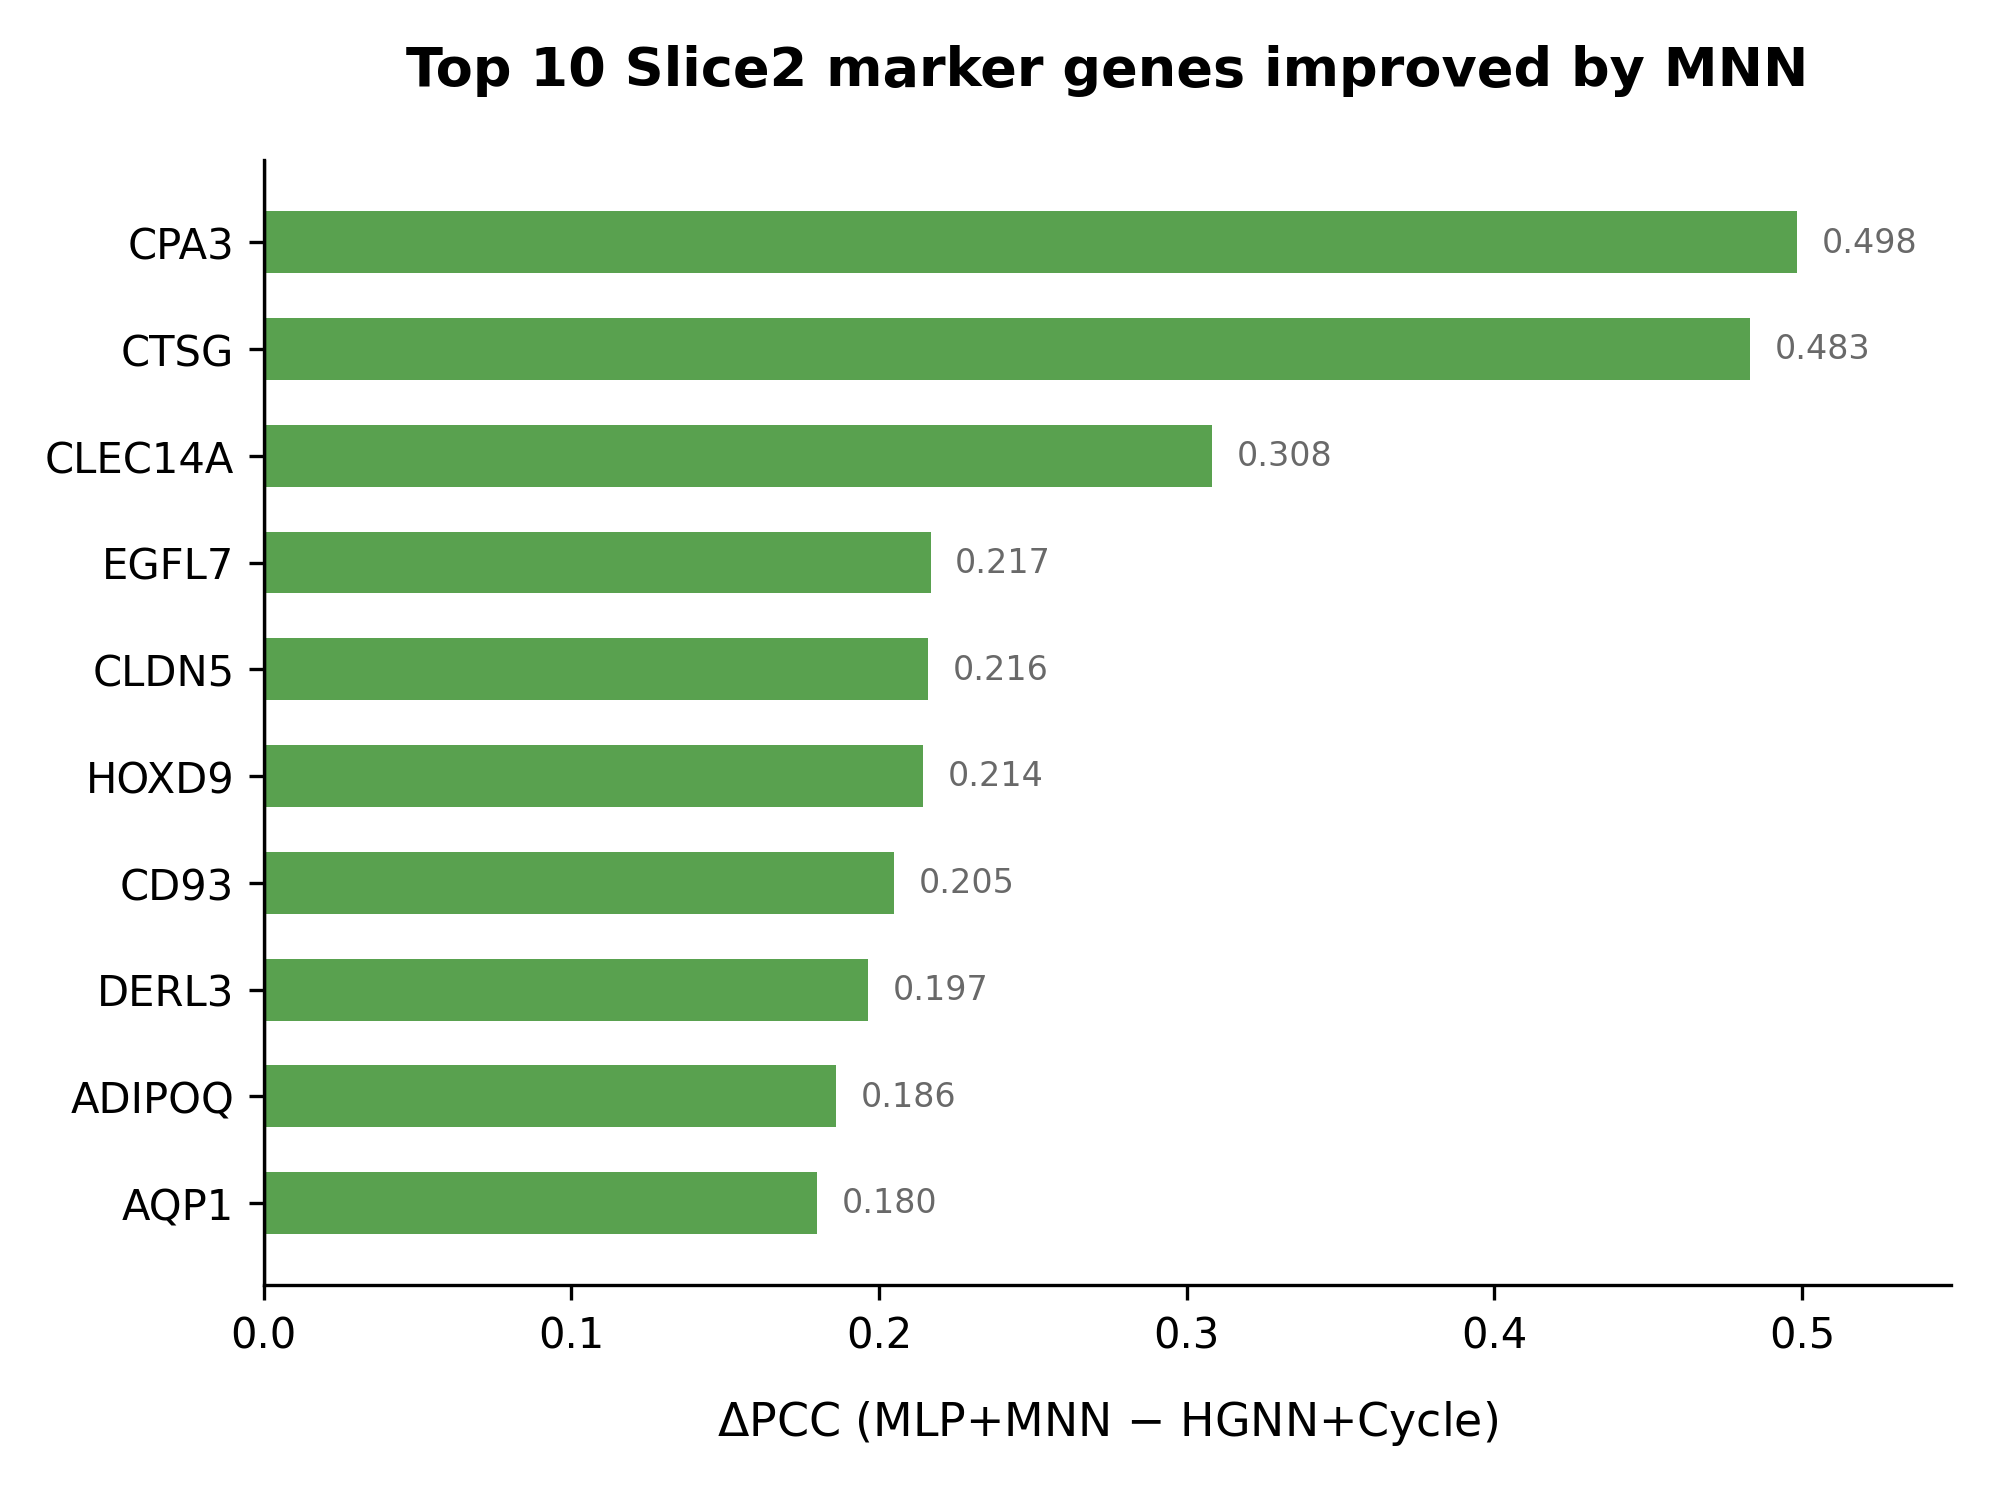 Top 10 Slice2 marker genes improved by MNN
CPA3 0.498
CTSG 0.483
CLEC14A 0.308
EGFL7 0.217
CLDN5 0.216
HOXD9 0.214
CD93 0.205
DERL3 0.197
ADIPOQ 0.186
AQP1 0.180
0.0 0.1 0.2 0.3 0.4 0.5
ΔPCC (MLP+MNN − HGNN+Cycle)